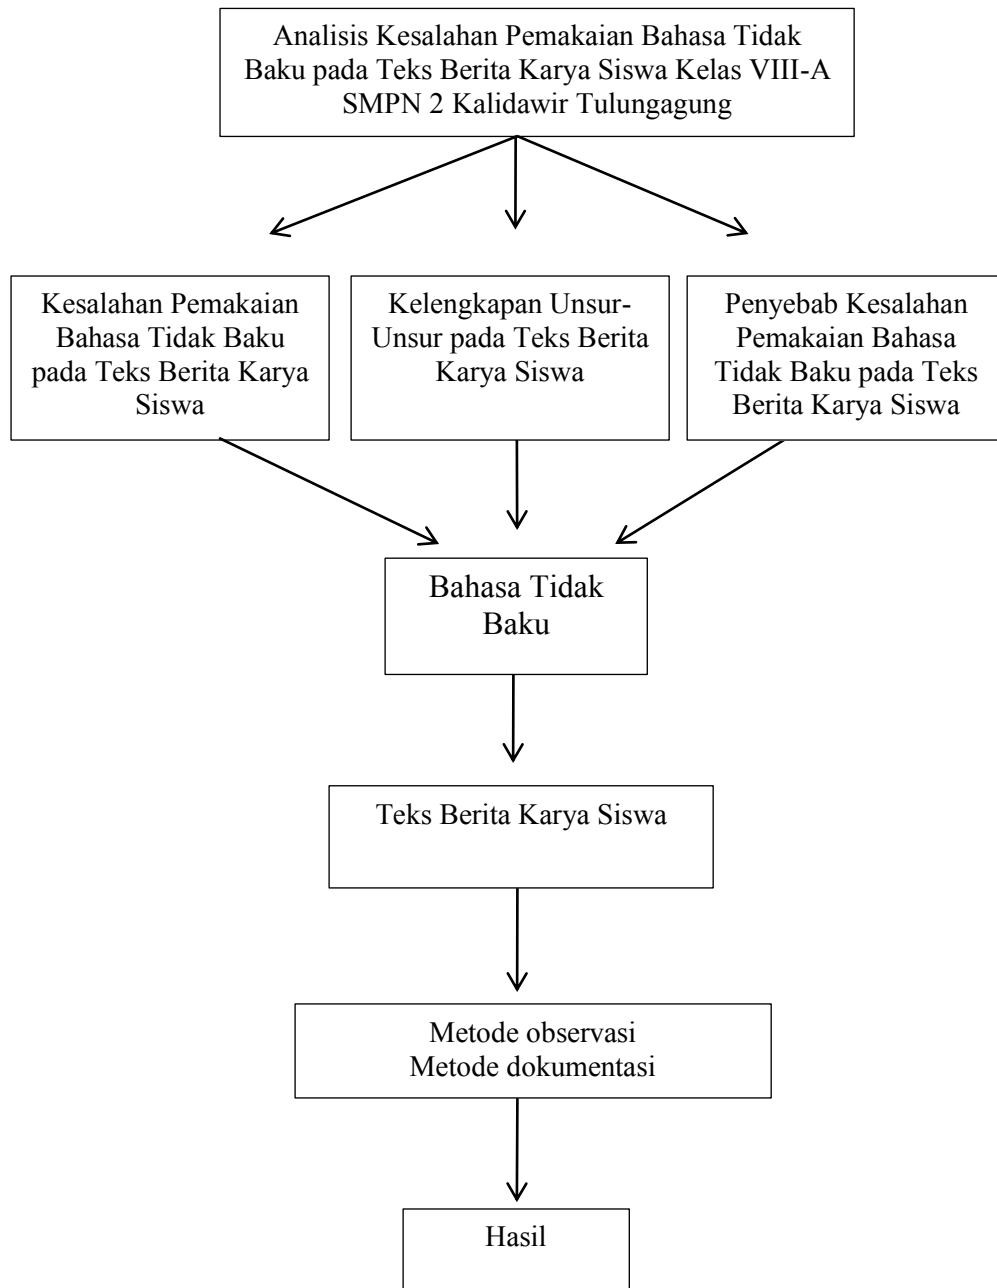 Analisis Kesalahan Pemakaian Bahasa Tidak
Baku pada Teks Berita Karya Siswa Kelas VIII-A
SMPN 2 Kalidawir Tulungagung
Kesalahan Pemakaian
Bahasa Tidak Baku
pada Teks Berita Karya
Siswa
Kelengkapan Unsur-
Unsur pada Teks Berita
Karya Siswa
Penyebab Kesalahan
Pemakaian Bahasa
Tidak Baku pada Teks
Berita Karya Siswa
Bahasa Tidak
Baku
Teks Berita Karya Siswa
Metode observasi
Metode dokumentasi
Hasil